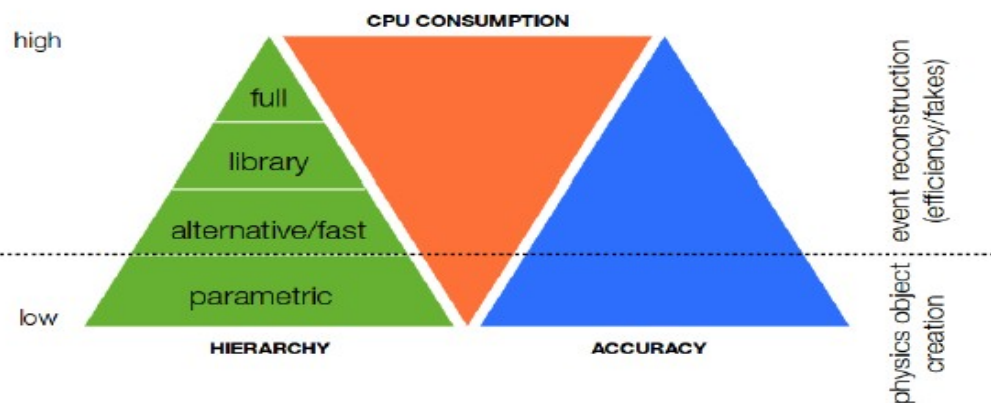 CPU CONSUMPTION
high
full
library
alternative/fast
parametric
low
HIERARCHY
ACCURACY
event reconstruction
(efficiency/fakes)
physics object
creation